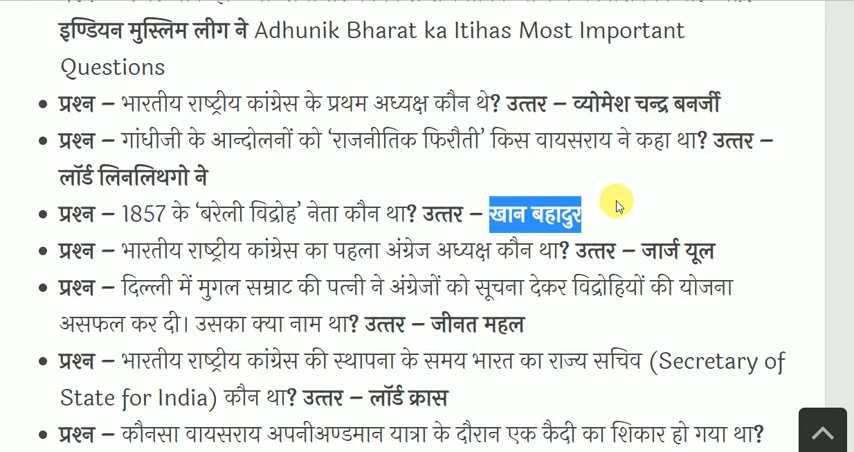 इण्डियन मुस्लिम लीग ने Adhunik Bharat ka Itihas Most Important
Questions
• प्रश्न – भारतीय राष्ट्रीय कांग्रेस के प्रथम अध्यक्ष कौन थे? उत्तर – व्योमेश चन्द्र बनर्जी
• प्रश्न – गांधीजी के आन्दोलनों को ‘राजनीतिक फिरौती’ किस वायसराय ने कहा था? उत्तर –
लॉर्ड लिनलिथगो ने
• प्रश्न – 1857 के ‘बरेली विद्रोह’ नेता कौन था? उत्तर – खान बहादुर
• प्रश्न – भारतीय राष्ट्रीय कांग्रेस का पहला अंग्रेज अध्यक्ष कौन था? उत्तर – जार्ज यूल
• प्रश्न – दिल्ली में मुगल सम्राट की पत्नी ने अंग्रेजों को सूचना देकर विद्रोहियों की योजना
असफल कर दी। उसका क्या नाम था? उत्तर – जीनत महल
• प्रश्न – भारतीय राष्ट्रीय कांग्रेस की स्थापना के समय भारत का राज्य सचिव (Secretary of
State for India) कौन था? उत्तर – लॉर्ड क्रास
• प्रश्न – कौनसा वायसराय अपनीअण्डमान यात्रा के दौरान एक कैदी का शिकार हो गया था?